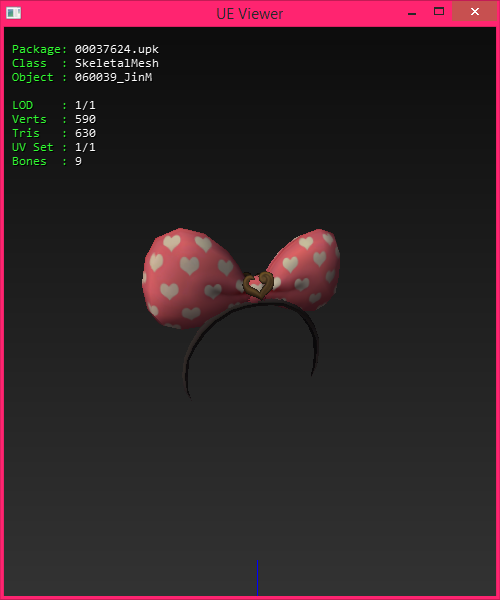 UE Viewer
Package: 00037624.upk
Class  : SkeletalMesh
Object : 060039_JinM
LOD    : 1/1
Verts  : 590
Tris   : 630
UV Set : 1/1
Bones  : 9